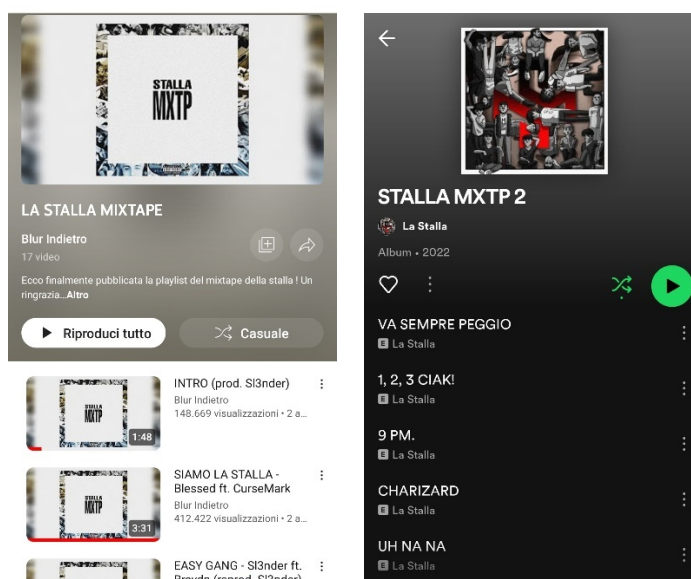 STALLA
MXTP
LA STALLA MIXTAPE
Blur Indietro
17 video
Ecco finalmente pubblicata la playlist del mixtape della stalla ! Un
ringrazia...Altro
Riproduci tutto
Casuale
STALLA
MXTP
1:48
INTRO (prod. Sl3nder)
Blur Indietro
148.669 visualizzazioni • 2 a...
STALLA
MXTP
3:31
SIAMO LA STALLA -
Blessed ft. CurseMark
Blur Indietro
412.422 visualizzazioni • 2 a...
EASY GANG - Sl3nder ft.
STALLA MXTP 2
La Stalla
Album • 2022
VA SEMPRE PEGGIO
E La Stalla
1, 2, 3 CIAK!
E La Stalla
9 PM.
E La Stalla
CHARIZARD
E La Stalla
UH NA NA
E La Stalla